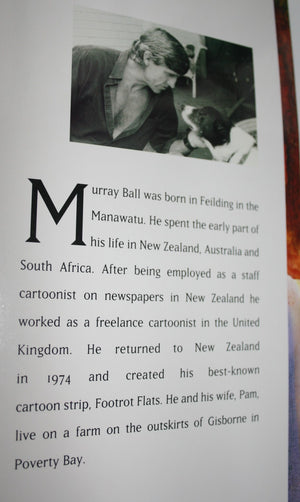 Murray Ball was born in Feilding in the
Manawatu. He spent the early part of
his life in New Zealand, Australia and
South Africa. After being employed as a staff
cartoonist on newspapers in New Zealand he
worked as a freelance cartoonist in the United
Kingdom. He returned to New Zealand
in 1974 and created his best-known
cartoon strip, Footrot Flats. He and his wife, Pam,
live on a farm on the outskirts of Gisborne in
Poverty Bay.